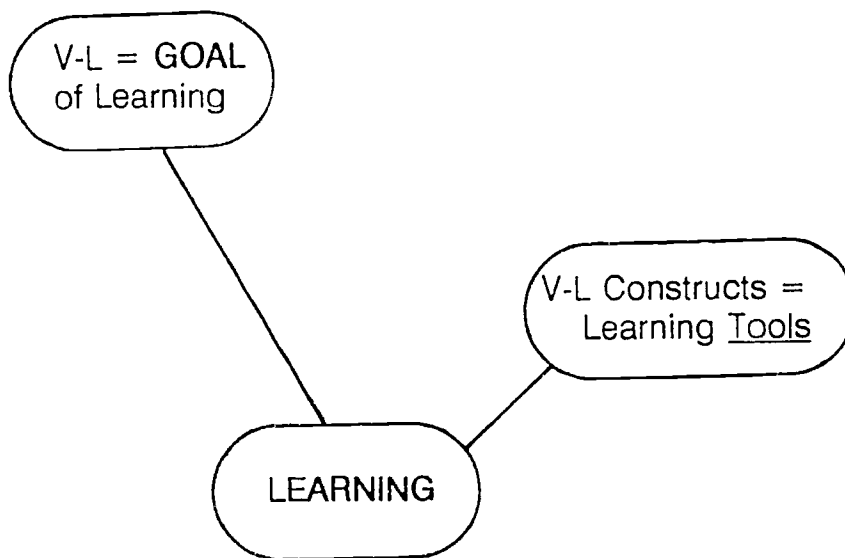 V-L = GOAL
of Learning
V-L Constructs =
Learning Tools
LEARNING